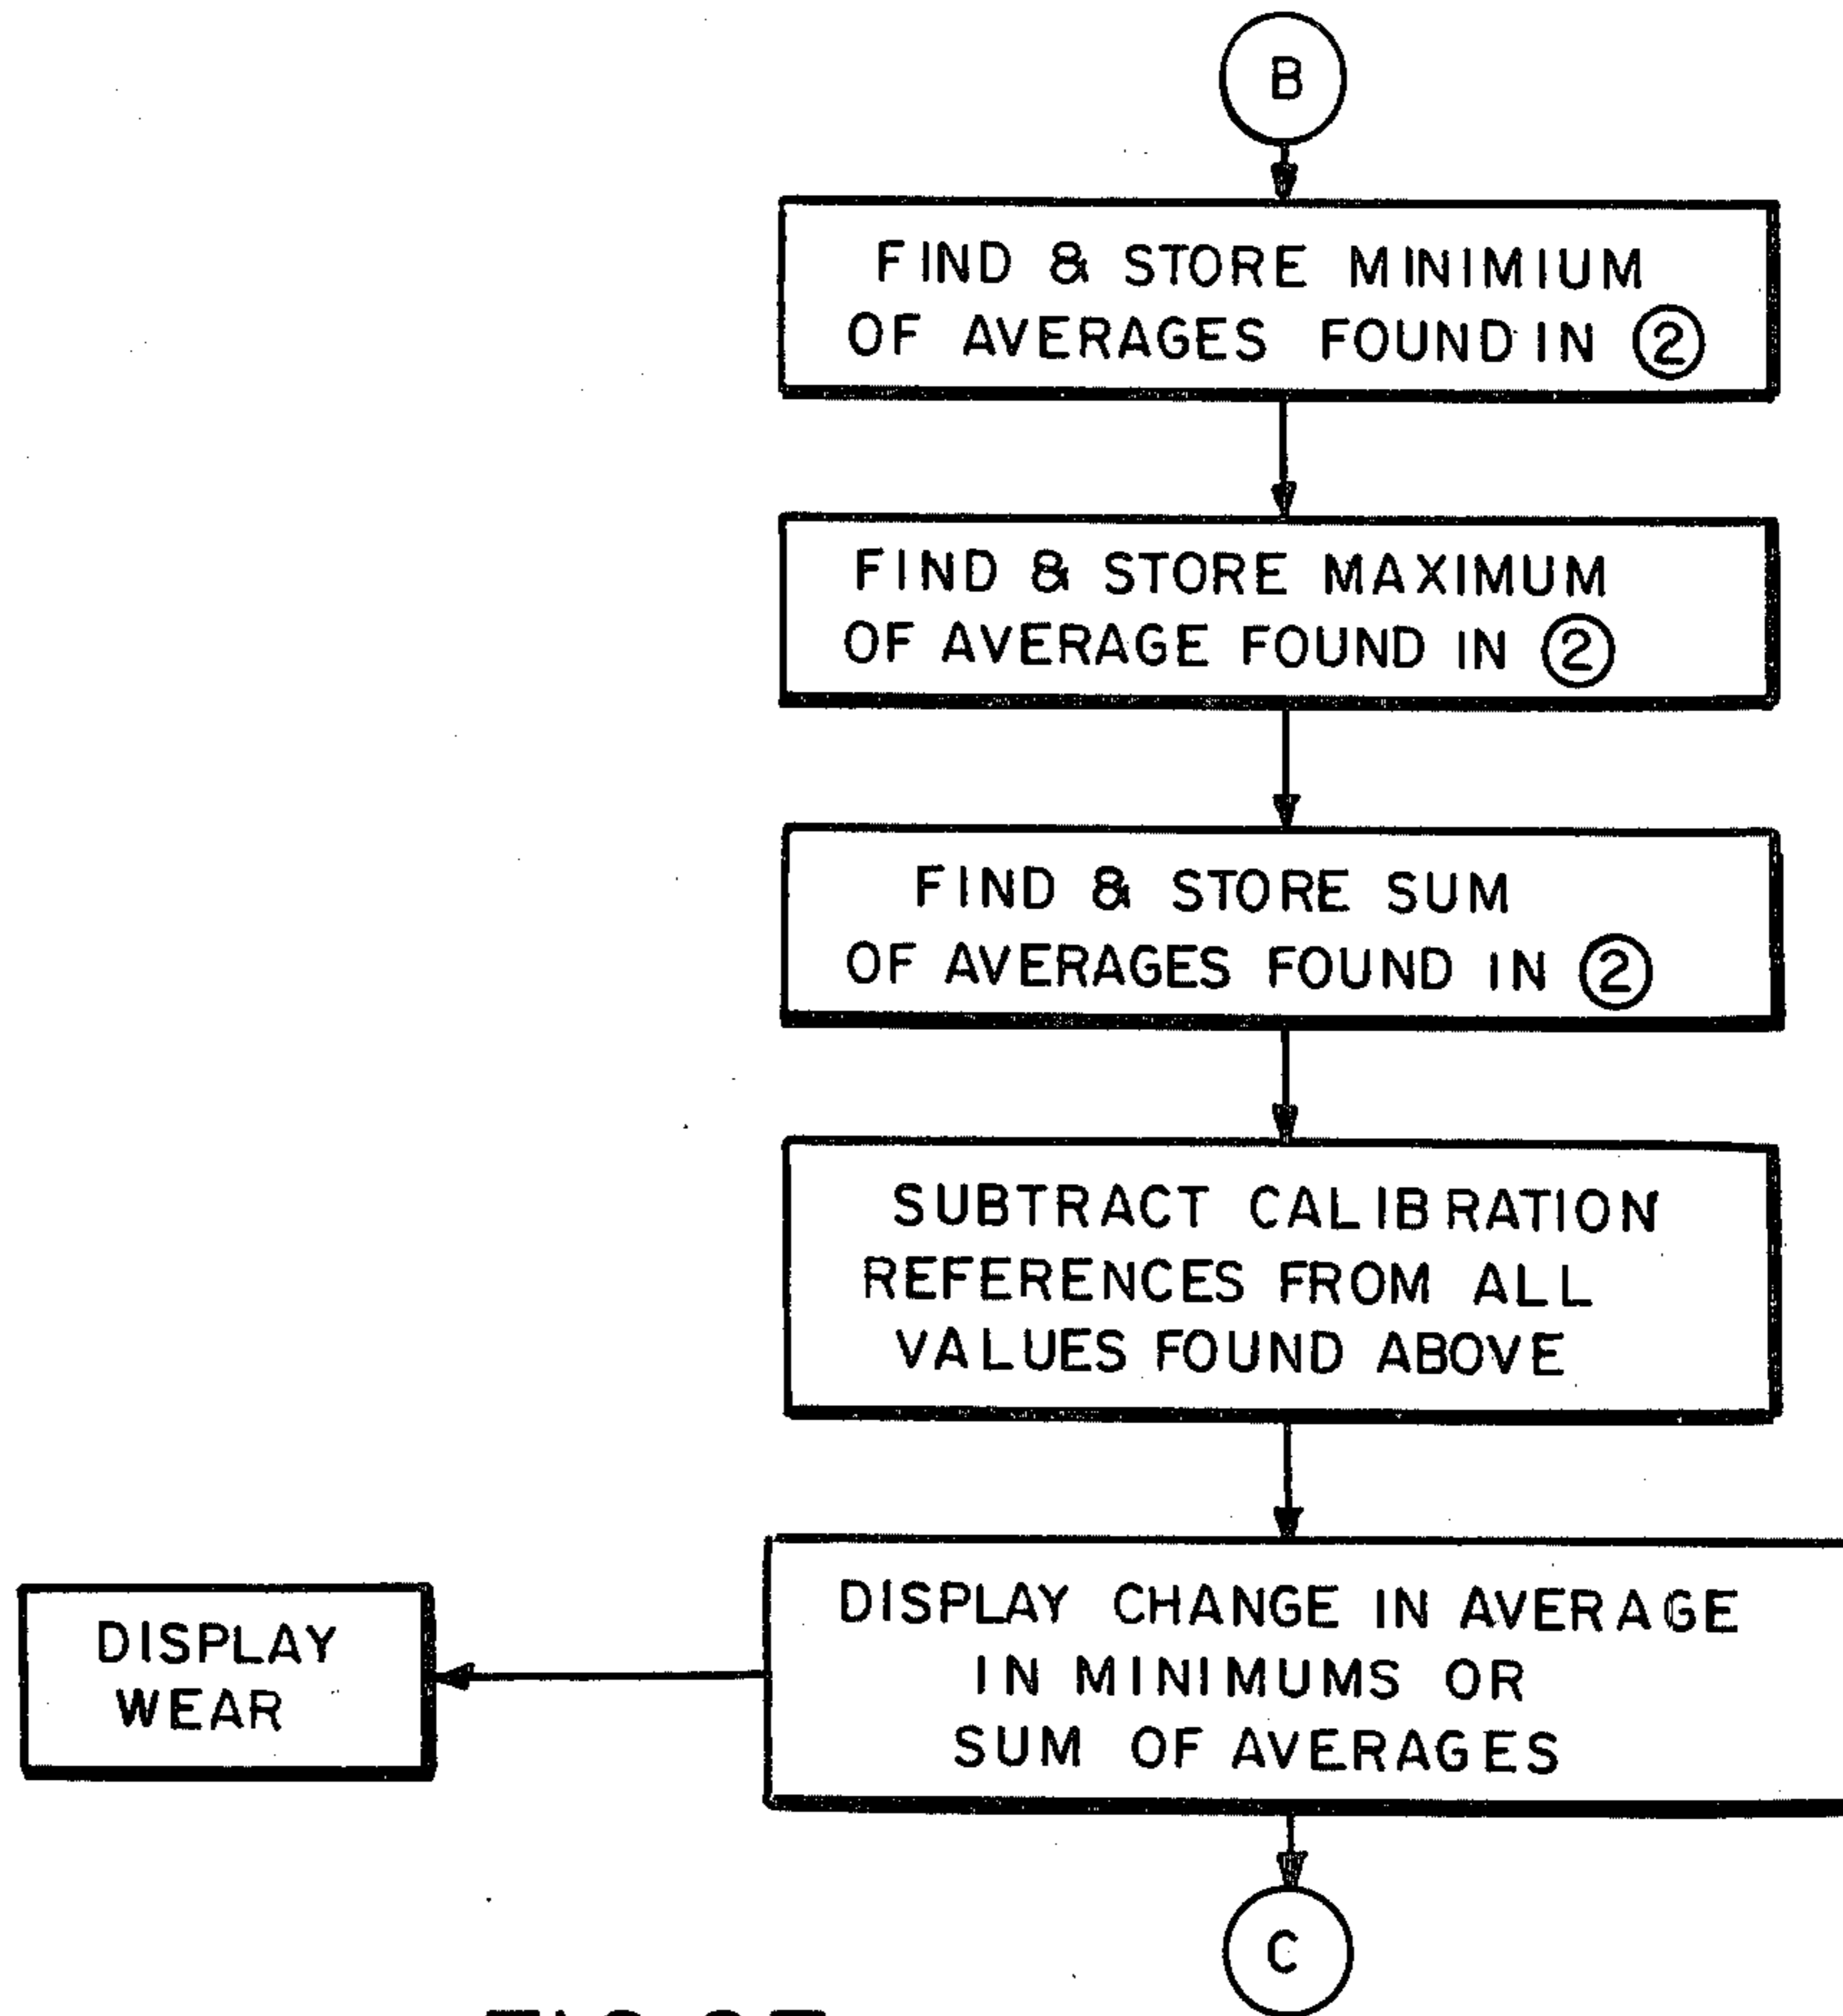 B
FIND & STORE MINIMIUM
OF AVERAGES FOUND IN ②
FIND & STORE MAXIMUM
OF AVERAGE FOUND IN ②
FIND & STORE SUM
OF AVERAGES FOUND IN ②
SUBTRACT CALIBRATION
REFERENCES FROM ALL
VALUES FOUND ABOVE
DISPLAY CHANGE IN AVERAGE
IN MINIMUMS OR
SUM OF AVERAGES
DISPLAY
WEAR
C